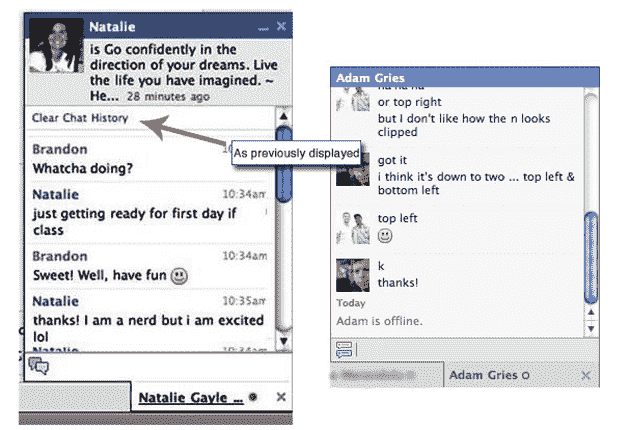 Natalie
is Go confidently in the
direction of your dreams. Live
the life you have imagined. ~
He... 28 minutes ago
Clear Chat History
As previously displayed
Brandon
Whatcha doing?
Natalie 10:34am
just getting ready for first day if
class
Brandon 10:34am
Sweet! Well, have fun
Natalie 10:35am
thanks! I am a nerd but i am excited
lol
Natalie Gayle ...
Adam Gries
ha ha ha
or top right
but I don't like how the n looks
clipped
got it
i think it's down to two ... top left &
bottom left
top left
k
thanks!
Today
Adam is offline.
Adam Gries